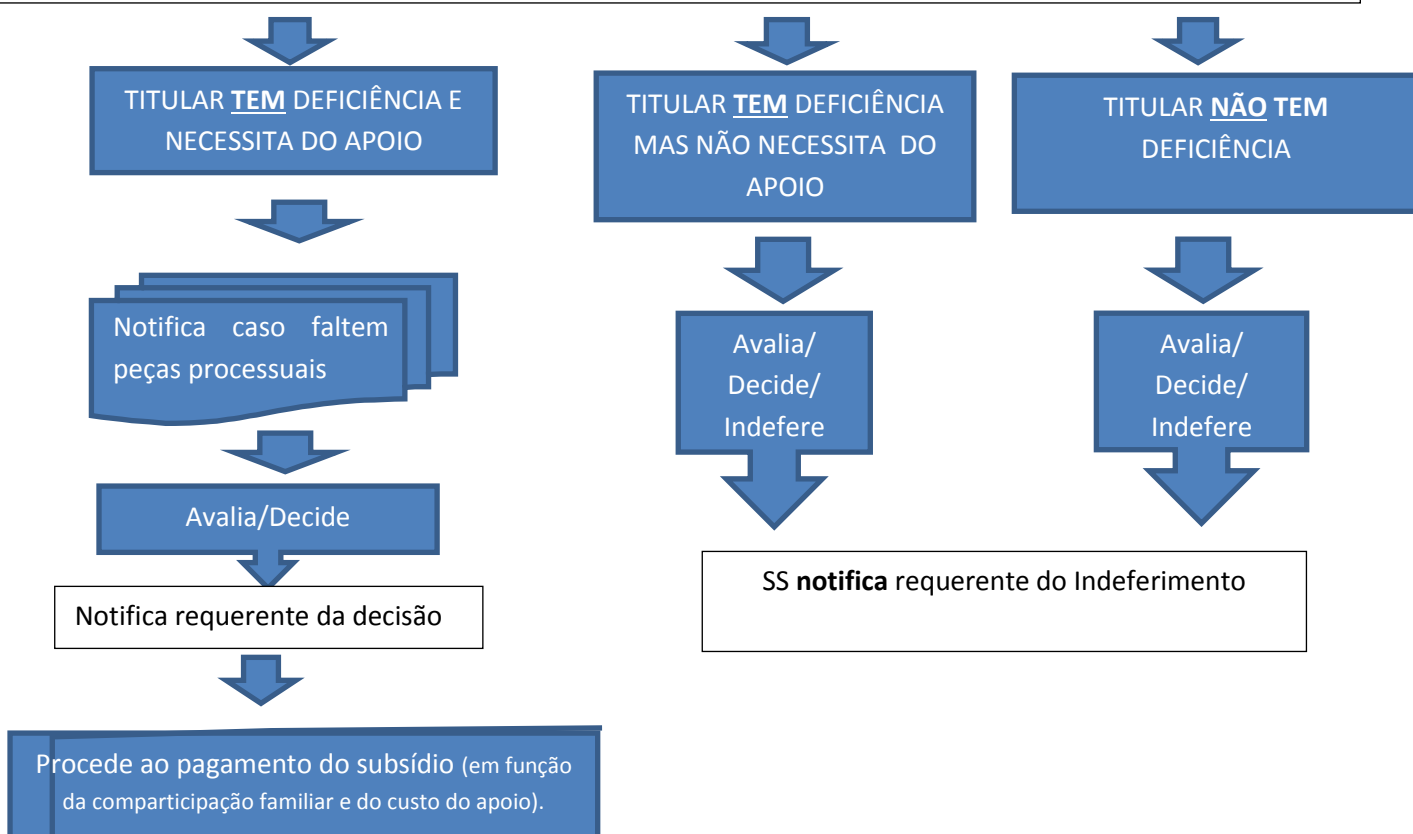 TITULAR TEM DEFICIÊNCIA E
NECESSITA DO APOIO
TITULAR TEM DEFICIÊNCIA
MAS NÃO NECESSITA DO
APOIO
TITULAR NÃO TEM
DEFICIÊNCIA
Notifica caso faltem
peças processuais
Avalia/
Decide/
Indefere
Avalia/
Decide/
Indefere
Avalia/Decide
Notifica requerente da decisão
SS notifica requerente do Indeferimento
Procede ao pagamento do subsídio (em função
da comparticipação familiar e do custo do apoio).